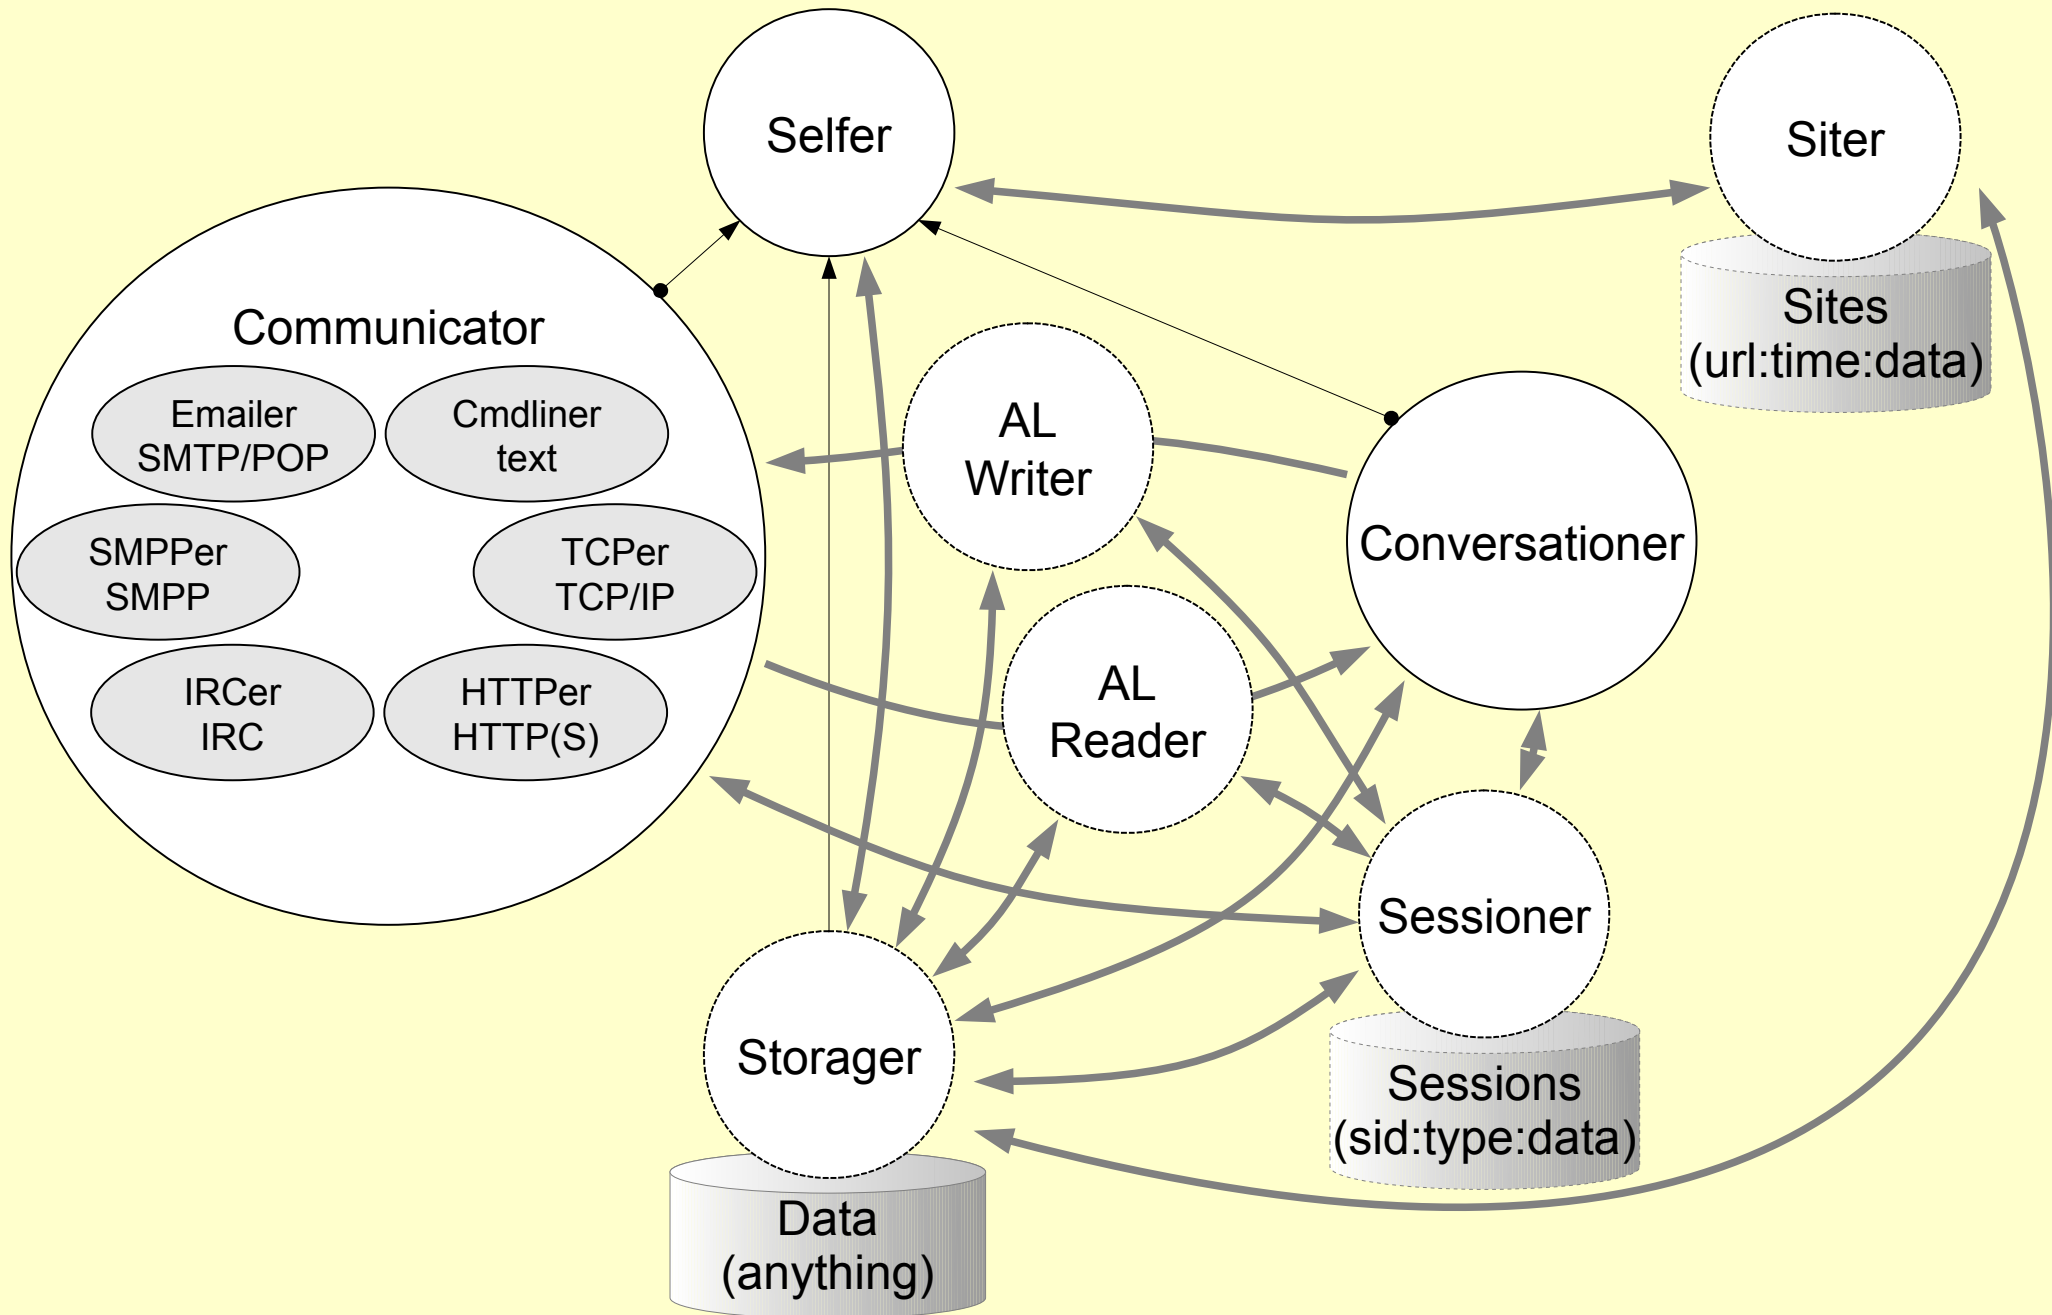 Selfer
Siter
Sites
(url:time:data)
Communicator
Emailer
SMTP/POP
Cmdliner
text
SMPPer
SMPP
TCPer
TCP/IP
IRCer
IRC
HTTPer
HTTP(S)
AL
Writer
AL
Reader
Conversationer
Sessioner
Sessions
(sid:type:data)
Storager
Data
(anything)